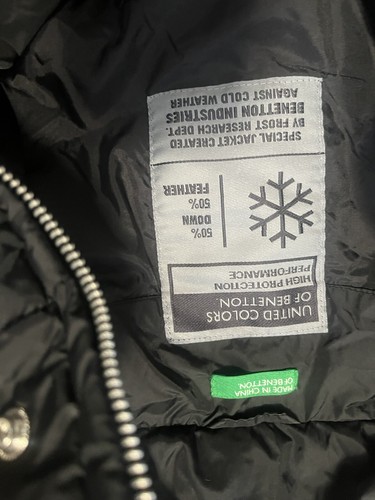 UNITED COLORS
OF BENETTON.
HIGH PROTECTION
PERFORMANCE
50%
DOWN
50%
FEATHER
SPECIAL JACKET CREATED
BY FROST RESEARCH DEPT.
BENETTON INDUSTRIES
AGAINST COLD WEATHER
OF BENETTON.
MADE IN CHINA